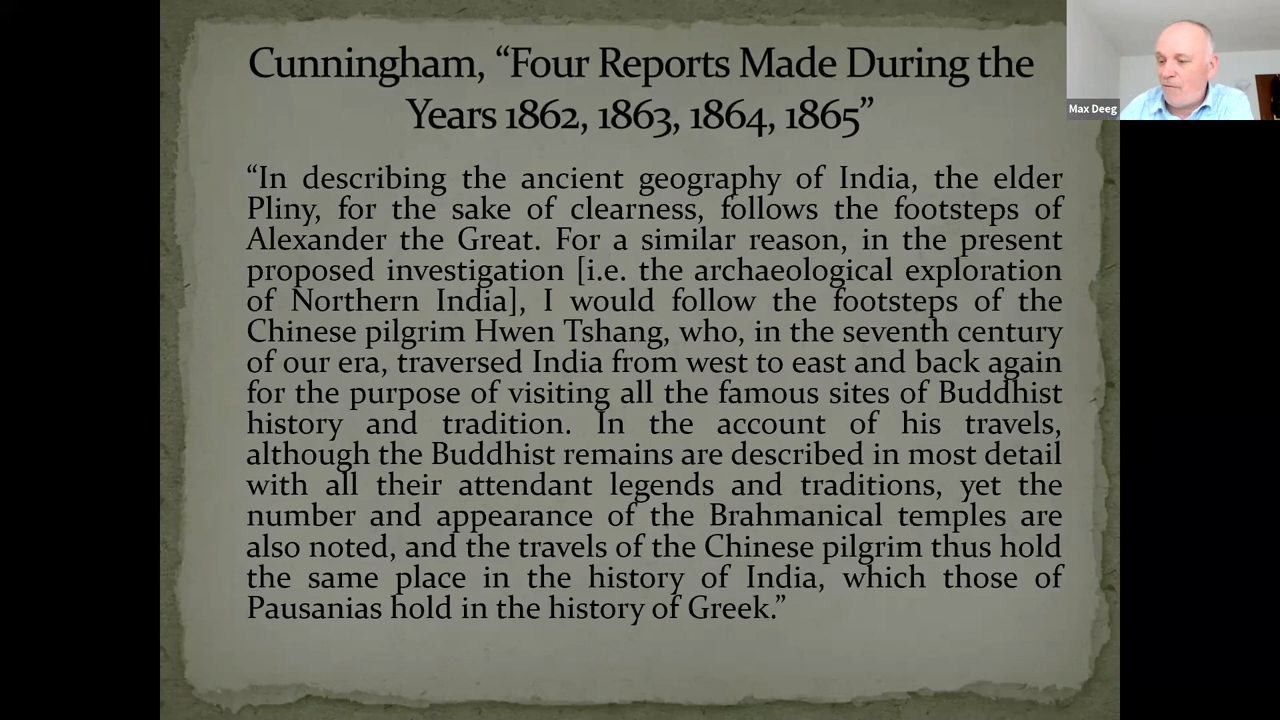 Cunningham, “Four Reports Made During the
Years 1862, 1863, 1864, 1865”
“In describing the ancient geography of India, the elder
Pliny, for the sake of clearness, follows the footsteps of
Alexander the Great. For a similar reason, in the present
proposed investigation [i.e. the archaeological exploration
of Northern India], I would follow the footsteps of the
Chinese pilgrim Hwen Tshang, who, in the seventh century
of our era, traversed India from west to east and back again
for the purpose of visiting all the famous sites of Buddhist
history and tradition. In the account of his travels,
although the Buddhist remains are described in most detail
with all their attendant legends and traditions, yet the
number and appearance of the Brahmanical temples are
also noted, and the travels of the Chinese pilgrim thus hold
the same place in the history of India, which those of
Pausanias hold in the history of Greek.”
Max Deeg